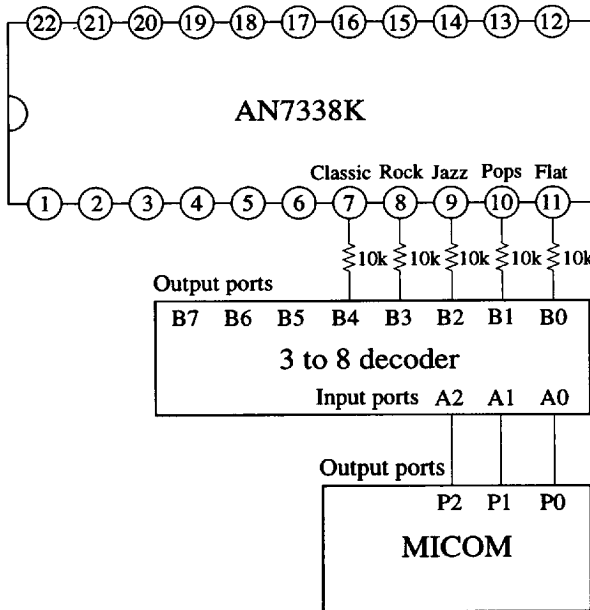 22 21 20 19 18 17 16 15 14 13 12
AN7338K
Classic Rock Jazz Pops Flat
1 2 3 4 5 6 7 8 9 10 11
10k 10k 10k 10k 10k
Output ports
B7 B6 B5 B4 B3 B2 B1 B0
3 to 8 decoder
Input ports A2 A1 A0
Output ports
P2 P1 P0
MICOM